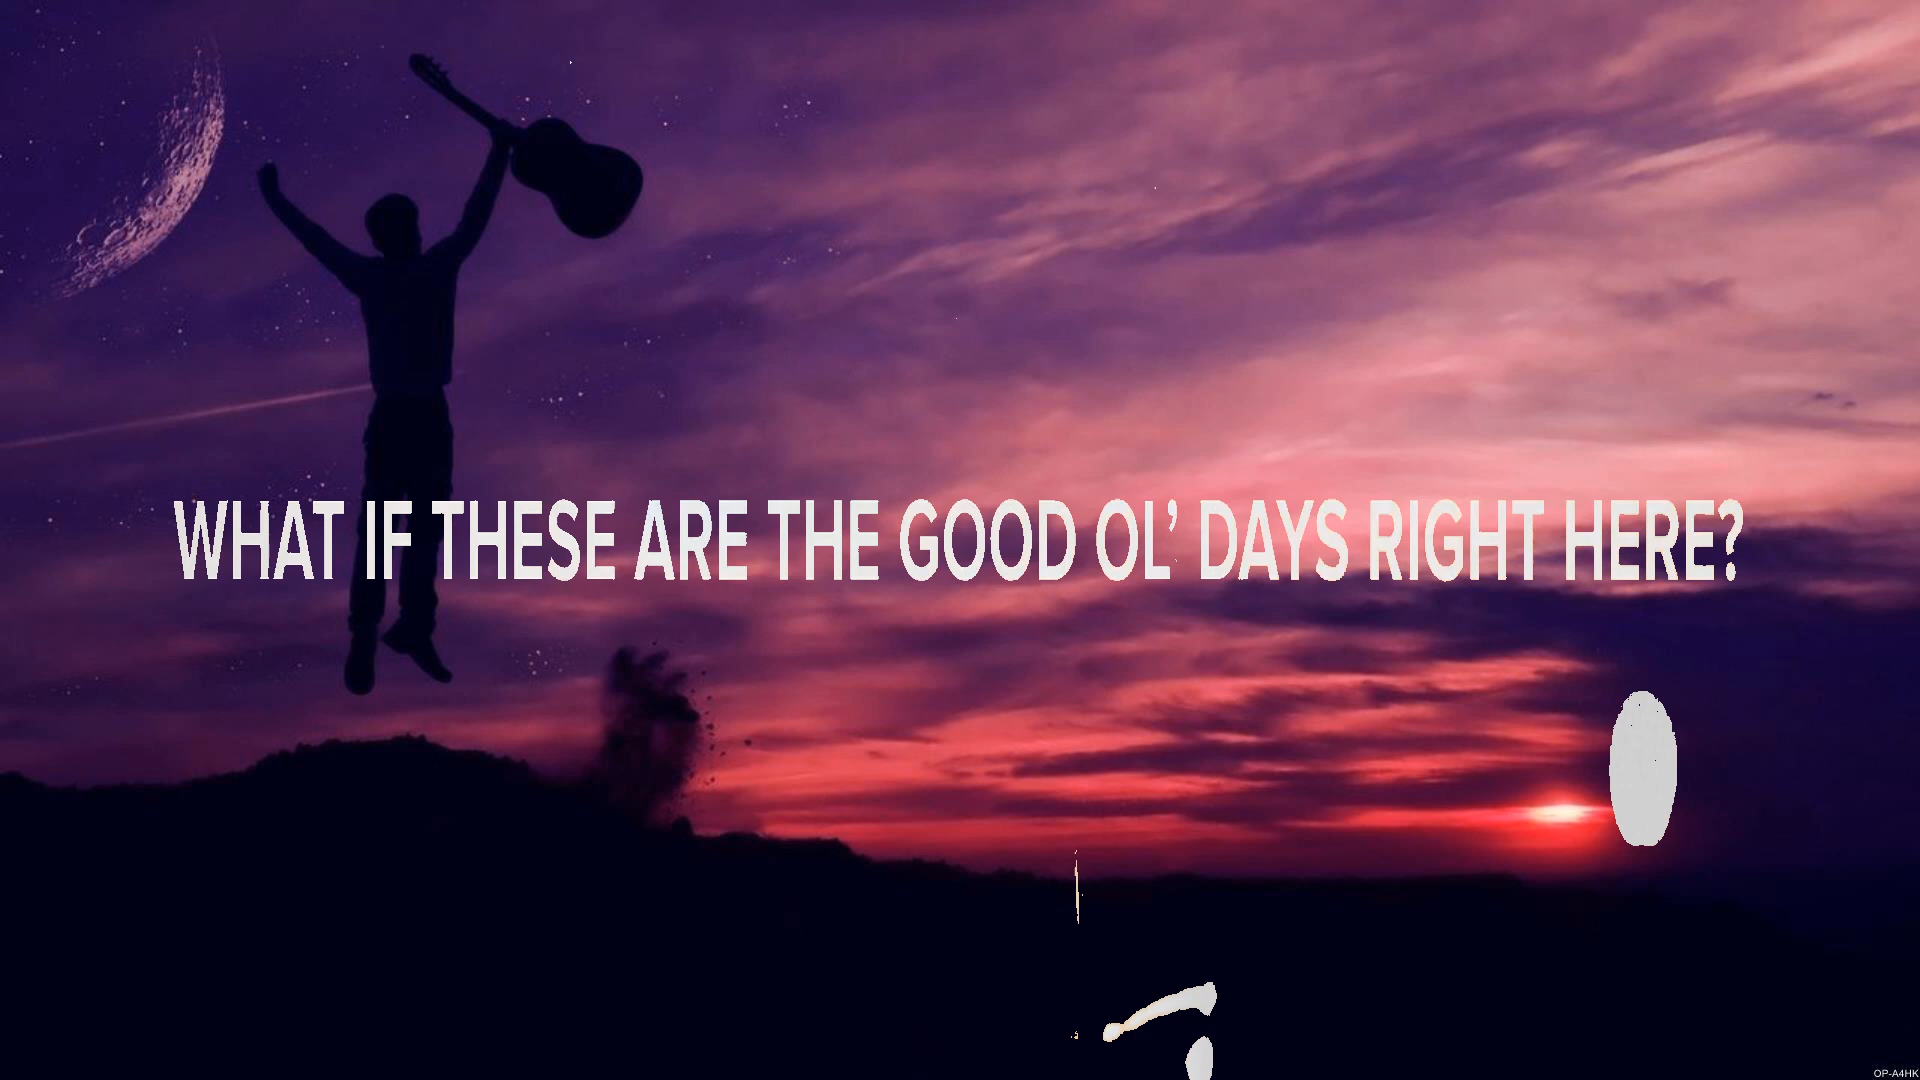 WHAT IF THESE ARE THE GOOD OL’ DAYS RIGHT HERE?
OP-A4HK